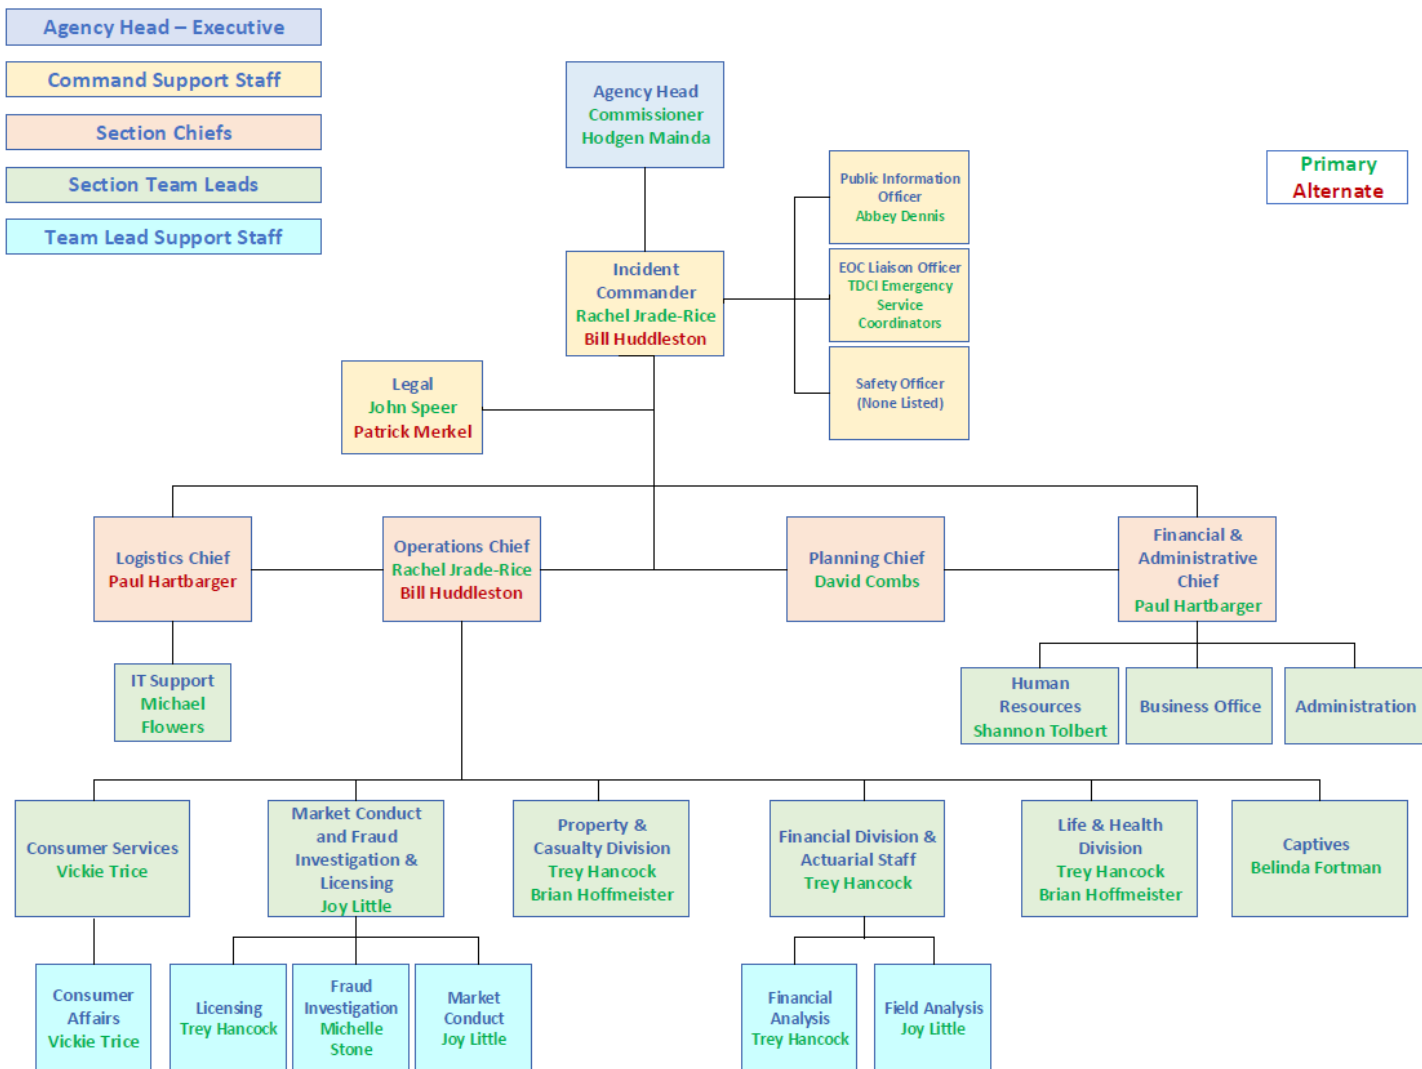 Agency Head – Executive
Command Support Staff
Section Chiefs
Section Team Leads
Team Lead Support Staff
Agency Head
Commissioner
Hodgen Mainda
Primary
Alternate
Public Information
Officer
Abbey Dennis
Incident
Commander
Rachel Jrade-Rice
Bill Huddleston
EOC Liaison Officer
TDCI Emergency
Service
Coordinators
Safety Officer
(None Listed)
Legal
John Speer
Patrick Merkel
Logistics Chief
Paul Hartbarger
Operations Chief
Rachel Jrade-Rice
Bill Huddleston
Planning Chief
David Combs
Financial &
Administrative
Chief
Paul Hartbarger
IT Support
Michael
Flowers
Human
Resources
Shannon Tolbert
Business Office
Administration
Consumer Services
Vickie Trice
Market Conduct
and Fraud
Investigation &
Licensing
Joy Little
Property &
Casualty Division
Trey Hancock
Brian Hoffmeister
Financial Division &
Actuarial Staff
Trey Hancock
Life & Health
Division
Trey Hancock
Brian Hoffmeister
Captives
Belinda Fortman
Consumer
Affairs
Vickie Trice
Licensing
Trey Hancock
Fraud
Investigation
Michelle
Stone
Market
Conduct
Joy Little
Financial
Analysis
Trey Hancock
Field Analysis
Joy Little